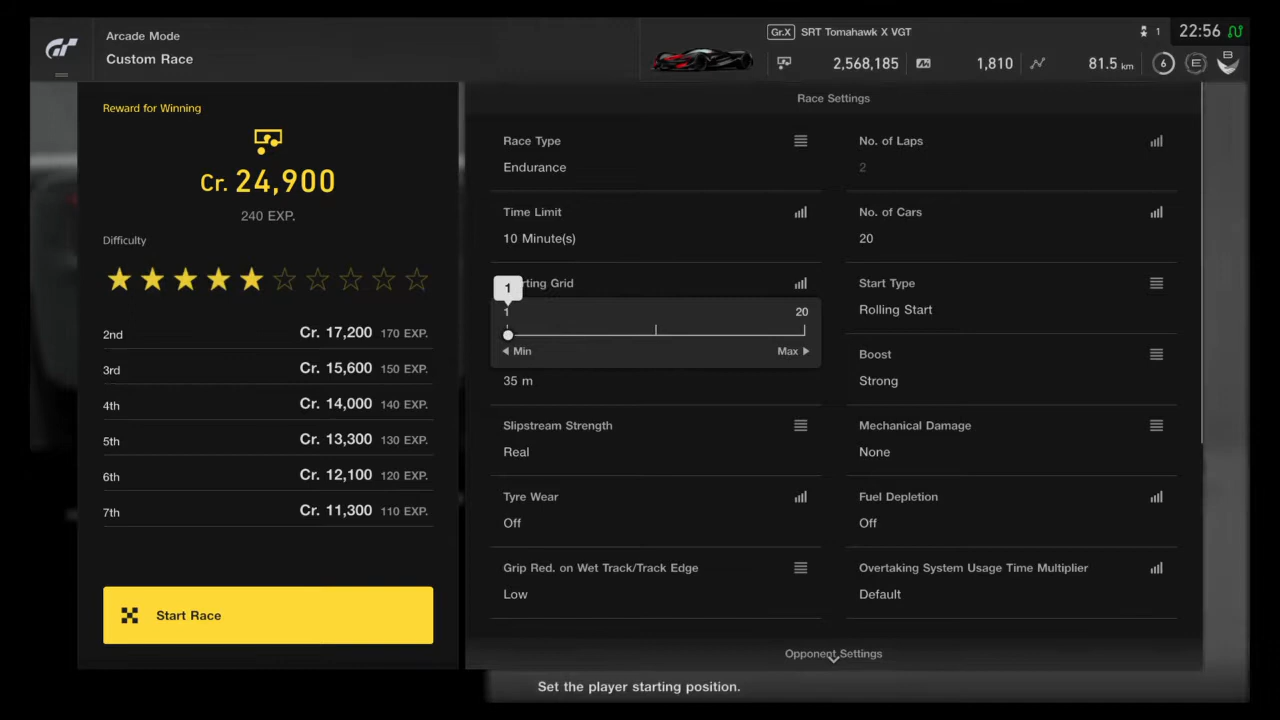 Arcade Mode
Custom Race
Gr.X SRT Tomahawk X VGT
1
22:56
2,568,185
1,810
81.5 km
6
E
B
Reward for Winning
Cr. 24,900
240 EXP.
Difficulty
2nd Cr. 17,200 170 EXP.
3rd Cr. 15,600 150 EXP.
4th Cr. 14,000 140 EXP.
5th Cr. 13,300 130 EXP.
6th Cr. 12,100 120 EXP.
7th Cr. 11,300 110 EXP.
Start Race
Race Settings
Race Type
Endurance
No. of Laps
2
Time Limit
10 Minute(s)
No. of Cars
20
rting Grid
1
1 20
Min Max
35 m
Start Type
Rolling Start
Boost
Strong
Slipstream Strength
Real
Mechanical Damage
None
Tyre Wear
Off
Fuel Depletion
Off
Grip Red. on Wet Track/Track Edge
Low
Overtaking System Usage Time Multiplier
Default
Opponent Settings
Set the player starting position.